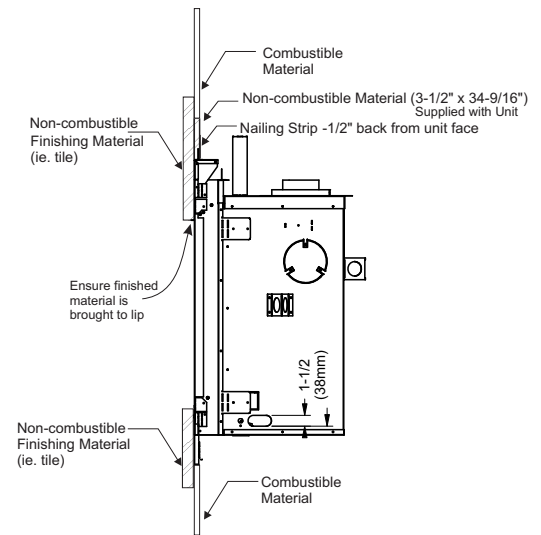 Combustible
Material
Non-combustible Material (3-1/2" x 34-9/16")
Supplied with Unit
Nailing Strip -1/2" back from unit face
Non-combustible
Finishing Material
(ie. tile)
Ensure finished
material is
brought to lip
1-1/2
(38mm)
Non-combustible
Finishing Material
(ie. tile)
Combustible
Material